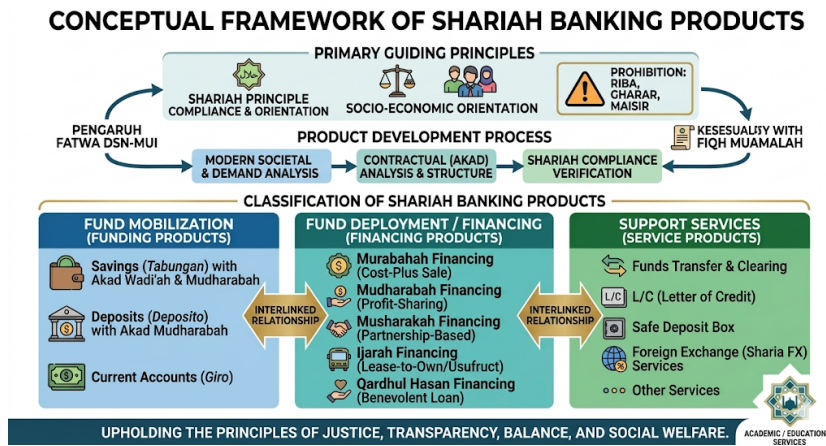 CONCEPTUAL FRAMEWORK OF SHARIAH BANKING PRODUCTS
PRIMARY GUIDING PRINCIPLES
حلال
SHARIAH PRINCIPLE
COMPLIANCE & ORIENTATION
SOCIO-ECONOMIC ORIENTATION
PROHIBITION:
RIBA,
GHARAR,
MAISIR
PENGARUH
FATWA DSN-MUI
PRODUCT DEVELOPMENT PROCESS
MODERN SOCIETAL
& DEMAND ANALYSIS
CONTRACTUAL (AKAD)
ANALYSIS & STRUCTURE
SHARIAH COMPLIANCE
VERIFICATION
WITH
FIQH MUAMALAH
CLASSIFICATION OF SHARIAH BANKING PRODUCTS
FUND MOBILIZATION
(FUNDING PRODUCTS)
Savings (Tabungan) with
Akad Wadi'ah & Mudharabah
Deposits (Deposito)
with Akad Mudharabah
Current Accounts (Giro)
INTERLINKED
RELATIONSHIP
FUND DEPLOYMENT / FINANCING
(FINANCING PRODUCTS)
Murabahah Financing
(Cost-Plus Sale)
Mudharabah Financing
(Profit-Sharing)
Musharakah Financing
(Partnership-Based)
Ijarah Financing
(Lease-to-Own/Usufruct)
Qardhul Hasan Financing
(Benevolent Loan)
INTERLINKED
RELATIONSHIP
SUPPORT SERVICES
(SERVICE PRODUCTS)
Funds Transfer & Clearing
L/C L/C (Letter of Credit)
Safe Deposit Box
Foreign Exchange (Sharia FX)
Services
Other Services
UPHOLDING THE PRINCIPLES OF JUSTICE, TRANSPARENCY, BALANCE, AND SOCIAL WELFARE.
ACADEMIC / EDUCATION
SERVICES